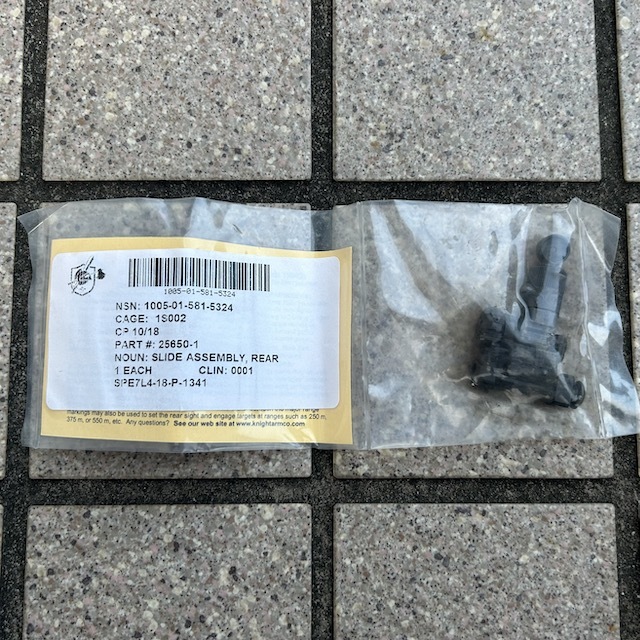 1005-01-581-5324
NSN: 1005-01-581-5324
CAGE: 1S002
CP 10/18
PART #: 25650-1
NOUN: SLIDE ASSEMBLY, REAR
1 EACH CLIN: 0001
SPE7L4-18-P-1341
markings may also be used to set the rear sight and engage targets at ranges such as 250 m,
375 m, or 550 m, etc. Any questions? See our web site at www.knightarmco.com